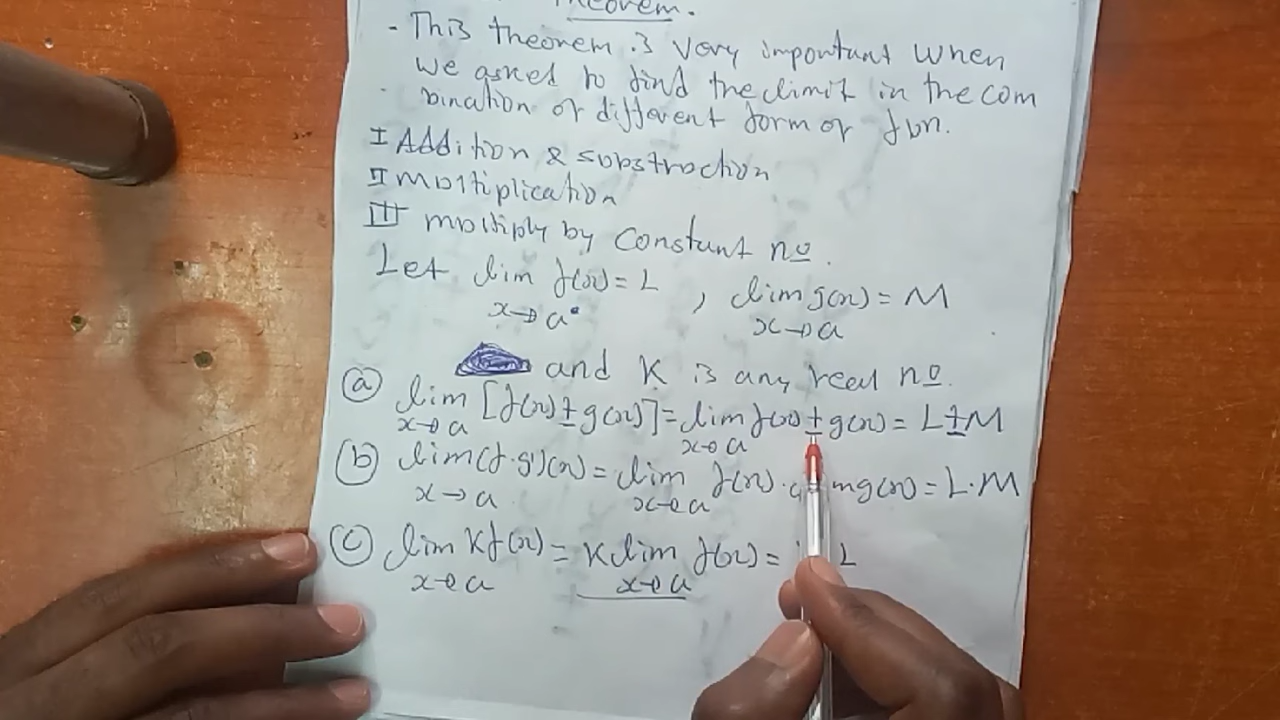 Theorem.
- This theorem is very important when
we asked to find the limit in the com
bination of different form of fbn.
I Addition & substraction
II multiplication
III multiply by constant no.
Let lim f(x) = L , lim g(x) = M
x→a x→a
and K is any real no.
(a) lim [f(x) ± g(x)] = lim f(x) ± g(x) = L ± M
x→a x→a
(b) lim (f·g)(x) = lim f(x) · mg(x) = L·M
x→a x→a
(c) lim Kf(x) = K lim f(x) = L
x→a x→a